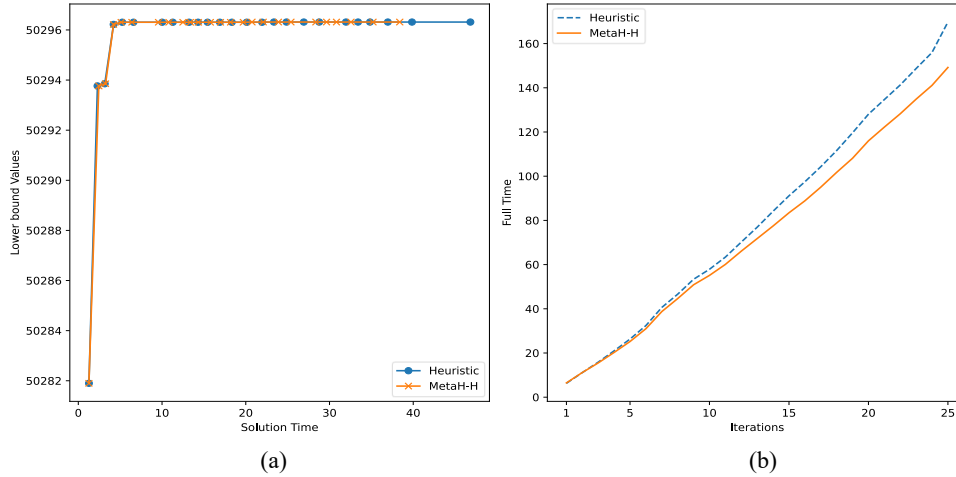 50296
50294
50292
50290
50288
50286
50284
50282
Lower bound Values
0
10
20
30
40
Solution Time
Heuristic
MetaH-H
(a)
Heuristic
MetaH-H
160
140
120
100
80
60
40
20
0
Full Time
1
5
10
15
20
25
Iterations
(b)